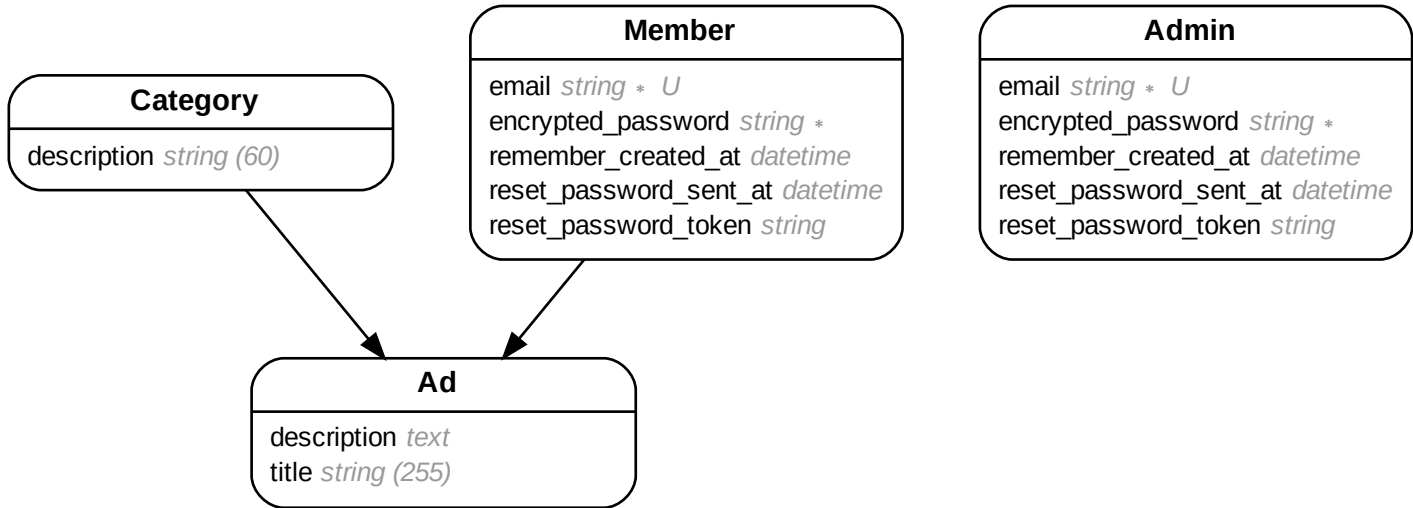 Category
description string (60)
Member
email string * U
encrypted_password string *
remember_created_at datetime
reset_password_sent_at datetime
reset_password_token string
Admin
email string * U
encrypted_password string *
remember_created_at datetime
reset_password_sent_at datetime
reset_password_token string
Ad
description text
title string (255)